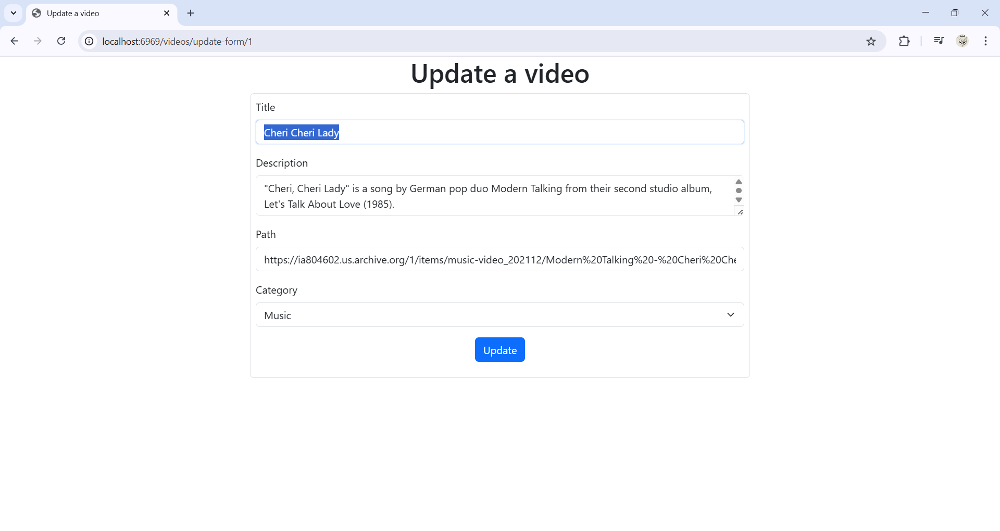 Update a video
localhost:6969/videos/update-form/1
Update a video
Title
Cheri Cheri Lady
Description
"Cheri, Cheri Lady" is a song by German pop duo Modern Talking from their second studio album,
Let's Talk About Love (1985).
Path
https://ia804602.us.archive.org/1/items/music-video_202112/Modern%20Talking%20-%20Cheri%20Che
Category
Music
Update